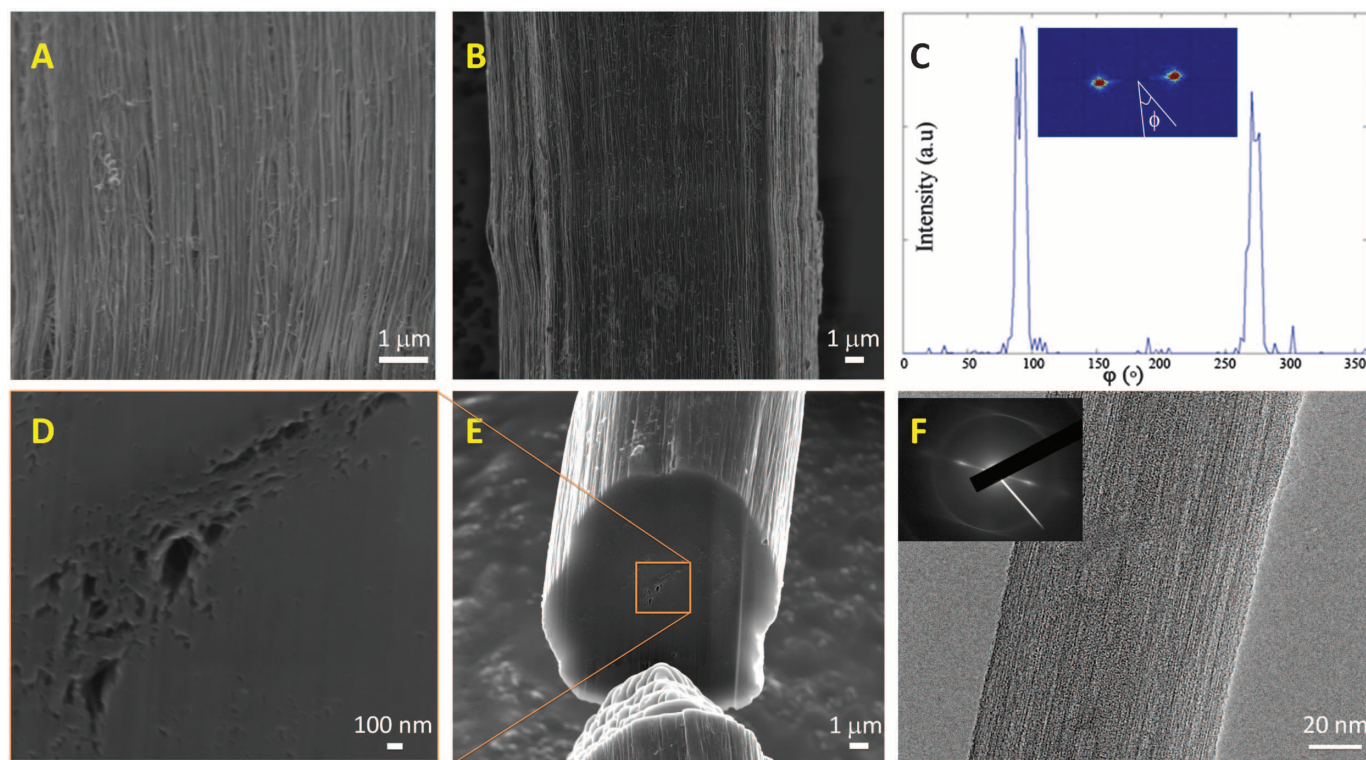 A
1 μm
B
1 μm
C
Intensity (a.u)
ϕ
0 50 100 150 200 250 300 350
φ (°)
D
100 nm
E
1 μm
F
20 nm